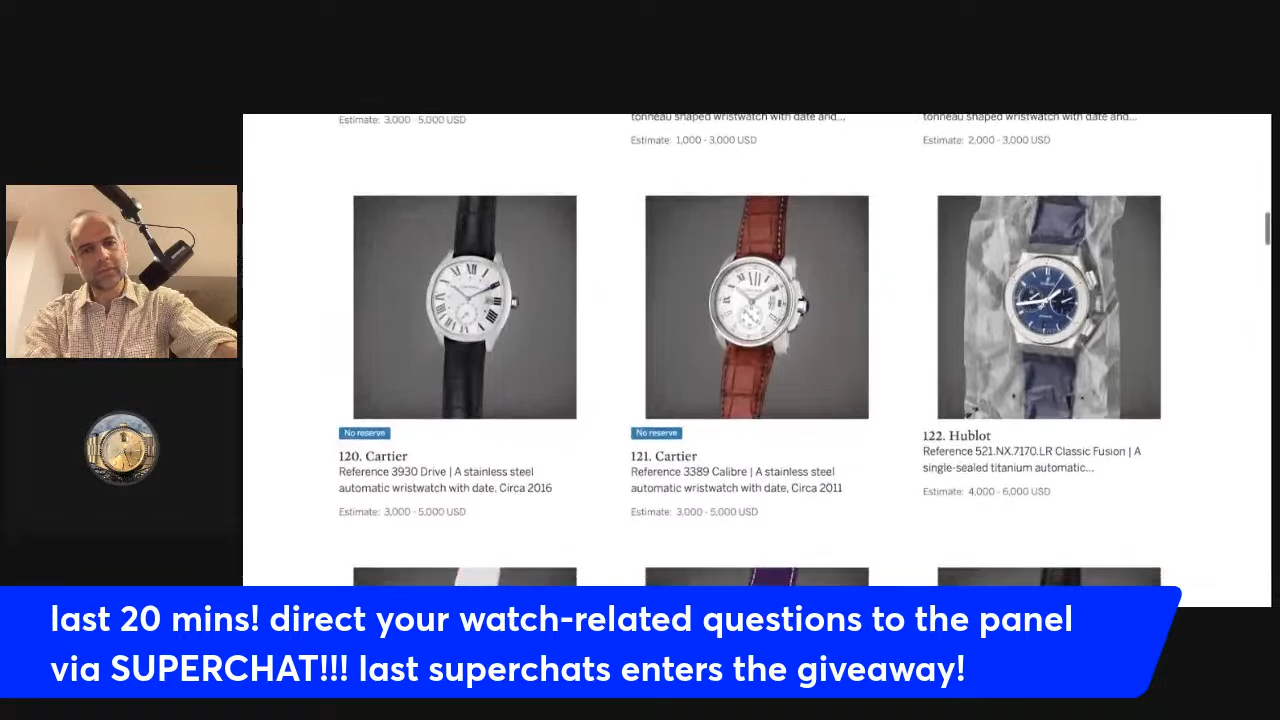 Estimate: 3,000 - 5,000 USD
tonneau shaped wristwatch with date and...
Estimate: 1,000 - 3,000 USD
tonneau shaped wristwatch with date and...
Estimate: 2,000 - 3,000 USD
No reserve
120. Cartier
Reference 3930 Drive | A stainless steel
automatic wristwatch with date, Circa 2016
Estimate: 3,000 - 5,000 USD
No reserve
121. Cartier
Reference 3389 Calibre | A stainless steel
automatic wristwatch with date, Circa 2011
Estimate: 3,000 - 5,000 USD
122. Hublot
Reference 521.NX.7170.LR Classic Fusion | A
single-sealed titanium automatic...
Estimate: 4,000 - 6,000 USD
last 20 mins! direct your watch-related questions to the panel
via SUPERCHAT!!! last superchats enters the giveaway!